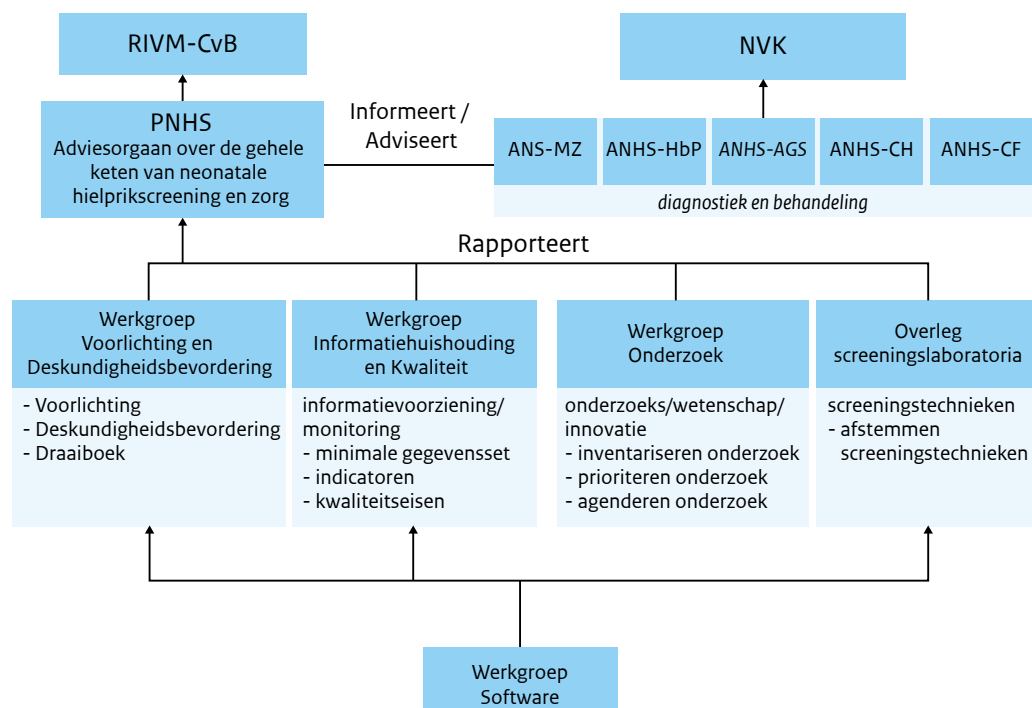 RIVM-CvB
NVK
PNHS
Adviesorgaan over de gehele
keten van neonatale
hielprikscreening en zorg
Informeert /
Adviseert
ANS-MZ
ANHS-HbP
ANHS-AGS
ANHS-CH
ANHS-CF
diagnostiek en behandeling
Rapporteert
Werkgroep
Voorlichting en
Deskundigheidsbevordering
- Voorlichting
- Deskundigheidsbevordering
- Draaiboek
Werkgroep
Informatiehuishouding
en Kwaliteit
informatievoorziening/
monitoring
- minimale gegevensset
- indicatoren
- kwaliteitseisen
Werkgroep
Onderzoek
onderzoeks/wetenschap/
innovatie
- inventariseren onderzoek
- prioriteren onderzoek
- agenderen onderzoek
Overleg
screeningslaboratoria
screeningstechnieken
- afstemmen
screeningstechnieken
Werkgroep
Software